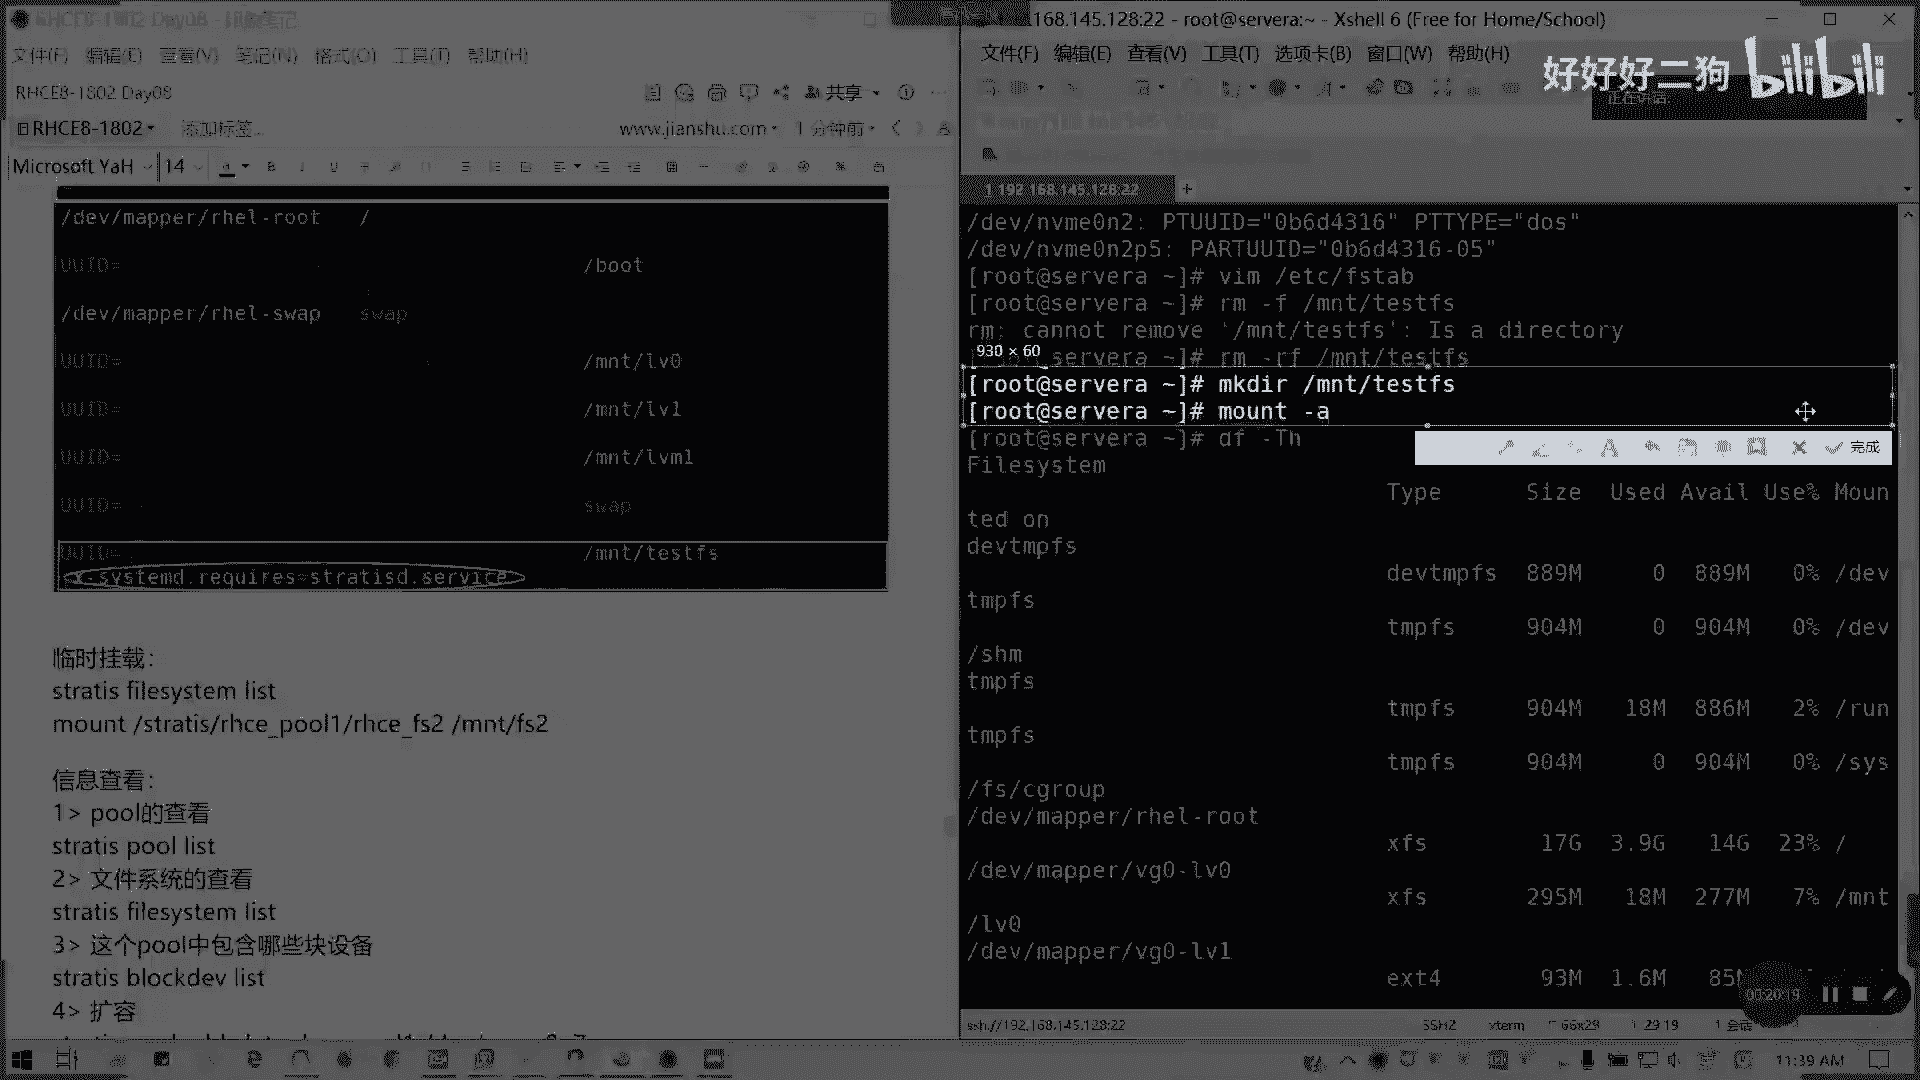 文件(F) 编辑(E) 查看(V) 笔记(N) 格式(O) 工具(T) 帮助(H)
RHCE8-1802 Day08
共享
RHCE8-1802 添加标签... www.jianshu.com 1 分钟前
Microsoft YaH 14
/dev/mapper/rhel-root /
UUID= /boot
/dev/mapper/rhel-swap swap
UUID= /mnt/lv0
UUID= /mnt/lv1
UUID= /mnt/lvm1
UUID= swap
UUID= /mnt/testfs
x-systemd.requires=stratisd.service
临时挂载：
stratis filesystem list
mount /stratis/rhce_pool1/rhce_fs2 /mnt/fs2
信息查看：
1> pool的查看
stratis pool list
2> 文件系统的查看
stratis filesystem list
3> 这个pool中包含哪些块设备
stratis blockdev list
4> 扩容
.168.145.128:22 - root@servera:~ - Xshell 6 (Free for Home/School)
文件(F) 编辑(E) 查看(V) 工具(T) 选项卡(B) 窗口(W) 帮助(H)
好好好二狗 bilibili
1 192.168.145.128:22 +
/dev/nvme0n2: PTUUID="0b6d4316" PTTYPE="dos"
/dev/nvme0n2p5: PARTUUID="0b6d4316-05"
[root@servera ~]# vim /etc/fstab
[root@servera ~]# rm -f /mnt/testfs
rm: cannot remove '/mnt/testfs': Is a directory
930 × 60
servera ~]# rm -rf /mnt/testfs
[root@servera ~]# mkdir /mnt/testfs
[root@servera ~]# mount -a
[root@servera ~]# df -Th
完成
Filesystem
Type Size Used Avail Use% Moun
ted on
devtmpfs
devtmpfs 889M 0 889M 0% /dev
tmpfs
tmpfs 904M 0 904M 0% /dev
/shm
tmpfs
tmpfs 904M 18M 886M 2% /run
tmpfs
tmpfs 904M 0 904M 0% /sys
/fs/cgroup
/dev/mapper/rhel-root
xfs 17G 3.9G 14G 23% /
/dev/mapper/vg0-lv0
xfs 295M 18M 277M 7% /mnt
/lv0
/dev/mapper/vg0-lv1
ext4 93M 1.6M
00:20:19
ssh://192.168.145.128:22 SSH2 xterm 66x29 29,19 1 会话
11:39 AM